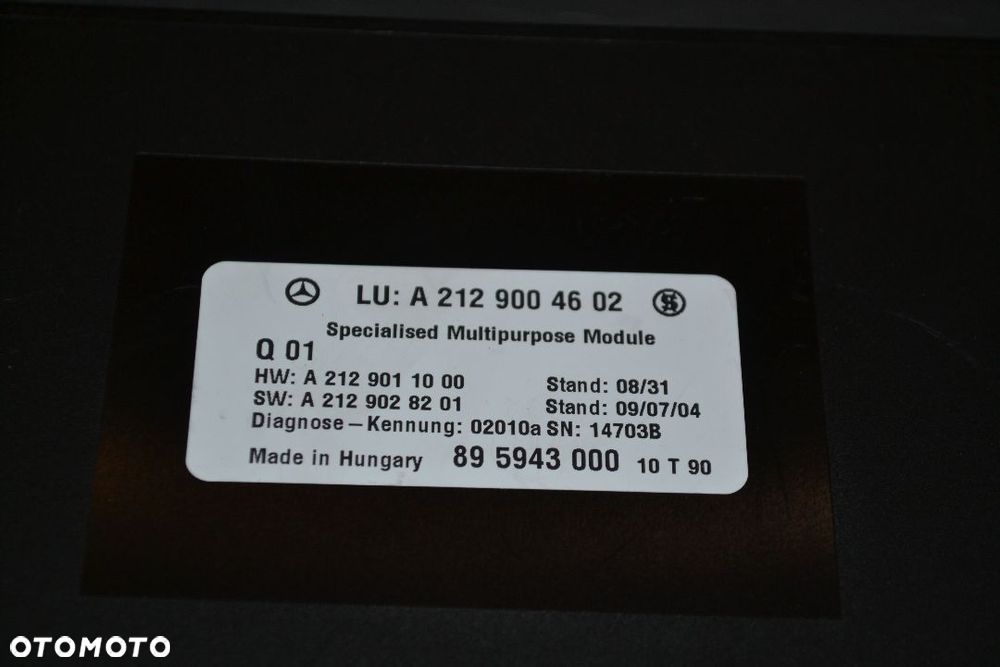 LU: A 212 900 46 02
Specialised Multipurpose Module
Q 01
HW: A 212 901 10 00 Stand: 08/31
SW: A 212 902 82 01 Stand: 09/07/04
Diagnose-Kennung: 02010a SN: 14703B
Made in Hungary 89 5943 000 10 T 90
OTOMOTO